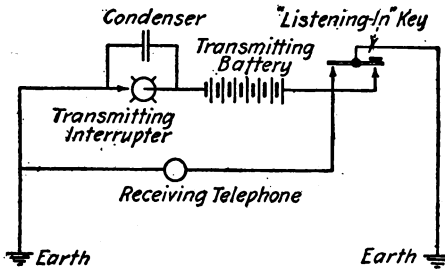 Condenser
"Listening-In" Key
Transmitting
Battery
Transmitting
Interrupter
Receiving Telephone
Earth
Earth